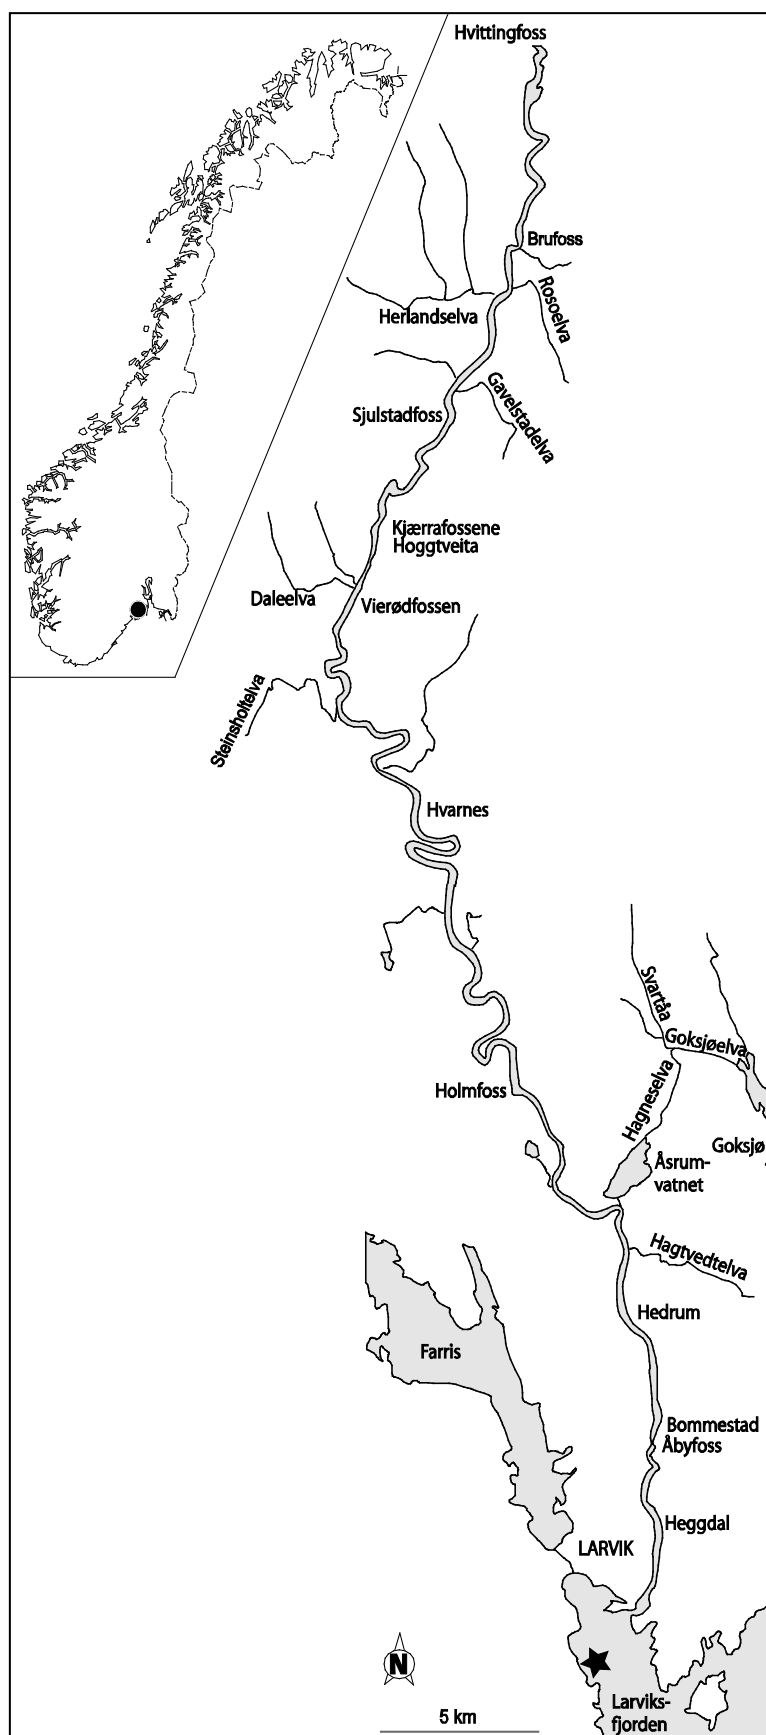 Hvittingfoss
Brufoss
Rosoelva
Herlandselva
Gavelstadelva
Sjulstadfoss
Kjærrafossene
Hoggtveita
Daleelva
Vierødfossen
Steinsholtelva
Hvarnes
Svartåa
Goksjøelva
Hagneselva
Holmfoss
Goksjø
Åsrum-
vatnet
Hagtvedtelva
Hedrum
Farris
Bommestad
Åbyfoss
Heggdal
LARVIK
N
Larviks-
fjorden
5 km